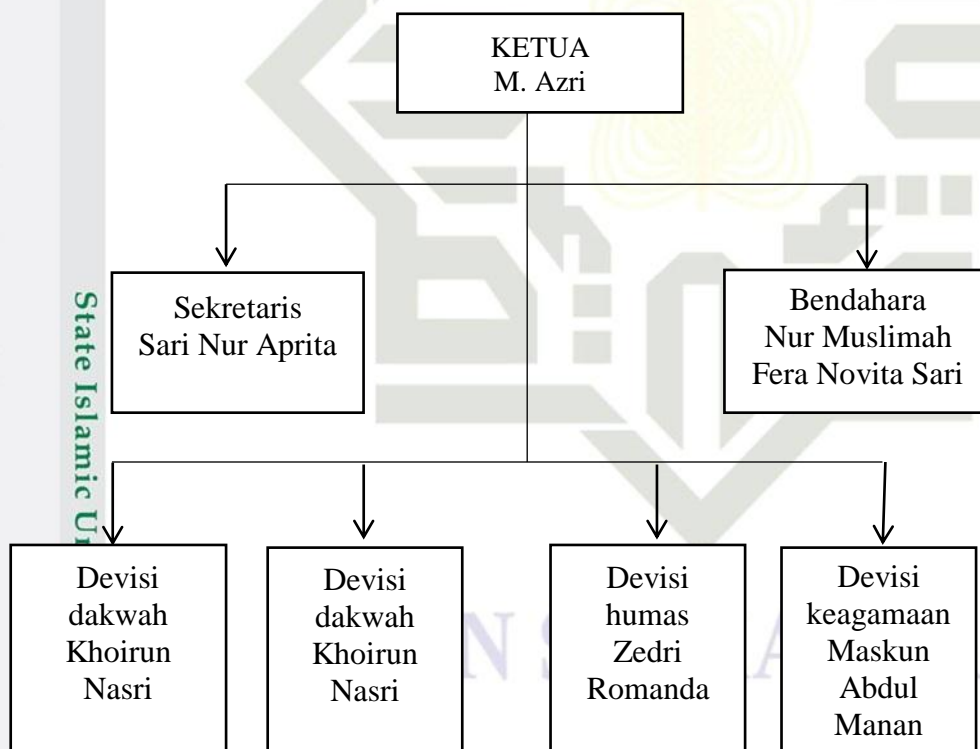 KETUA
M. Azri
Sekretaris
Sari Nur Aprita
Bendahara
Nur Muslimah
Fera Novita Sari
State Islamic
Devisi
dakwah
Khoirun
Nasri
Devisi
dakwah
Khoirun
Nasri
Devisi
humas
Zedri
Romanda
Devisi
keagamaan
Maskun
Abdul
Manan